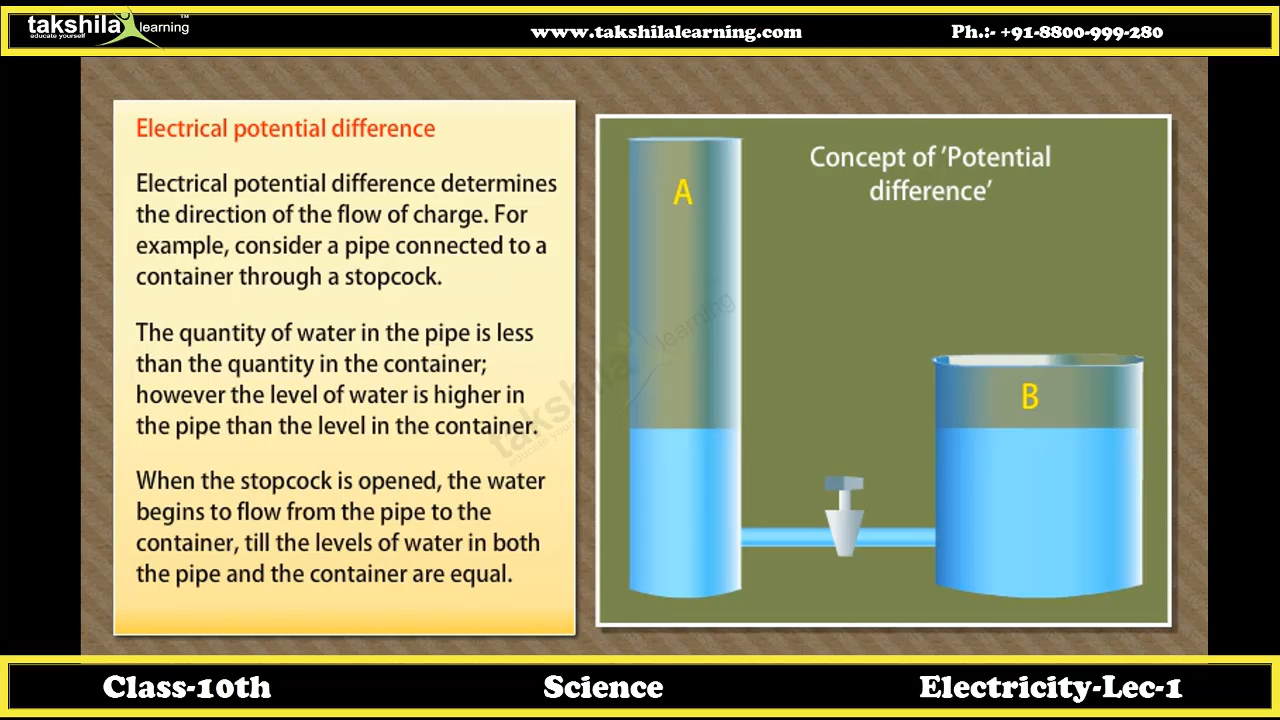 takshila learning™
educate yourself
www.takshilalearning.com
Ph.:- +91-8800-999-280
Electrical potential difference
Electrical potential difference determines
the direction of the flow of charge. For
example, consider a pipe connected to a
container through a stopcock.
The quantity of water in the pipe is less
than the quantity in the container;
however the level of water is higher in
the pipe than the level in the container.
When the stopcock is opened, the water
begins to flow from the pipe to the
container, till the levels of water in both
the pipe and the container are equal.
Concept of 'Potential
difference'
A
B
takshila learning
educate yourself
Class-10th
Science
Electricity-Lec-1